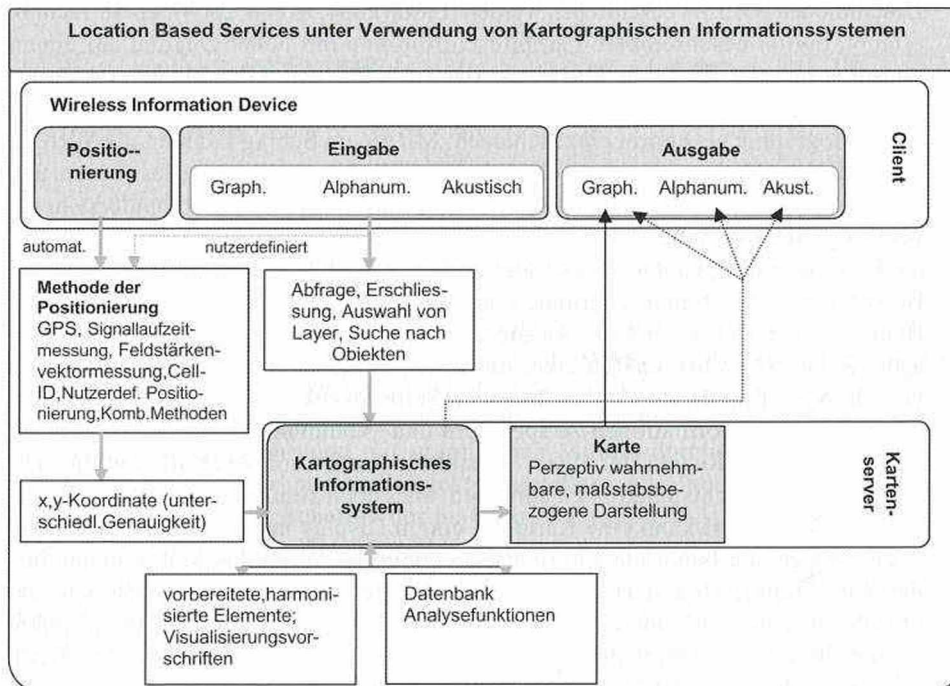 Location Based Services unter Verwendung von Kartographischen Informationssystemen
Wireless Information Device
Client
Positio-
nierung
Eingabe
Graph. Alphanum. Akustisch
Ausgabe
Graph. Alphanum. Akust.
automat.
nutzerdefiniert
Methode der
Positionierung
GPS, Signallaufzeit-
messung, Feldstärken-
vektormessung,Cell-
ID,Nutzerdef. Positio-
nierung,Komb.Methoden
Abfrage, Erschlies-
sung, Auswahl von
Layer, Suche nach
Objekten
x,y-Koordinate (unter-
schiedl.Genauigkeit)
Kartographisches
Informations-
system
Karte
Perzeptiv wahrnehm-
bare, maßstabsbe-
zogene Darstellung
Karten-
server
vorbereitete,harmoni-
sierte Elemente;
Visualisierungsvor-
schriften
Datenbank
Analysefunktionen